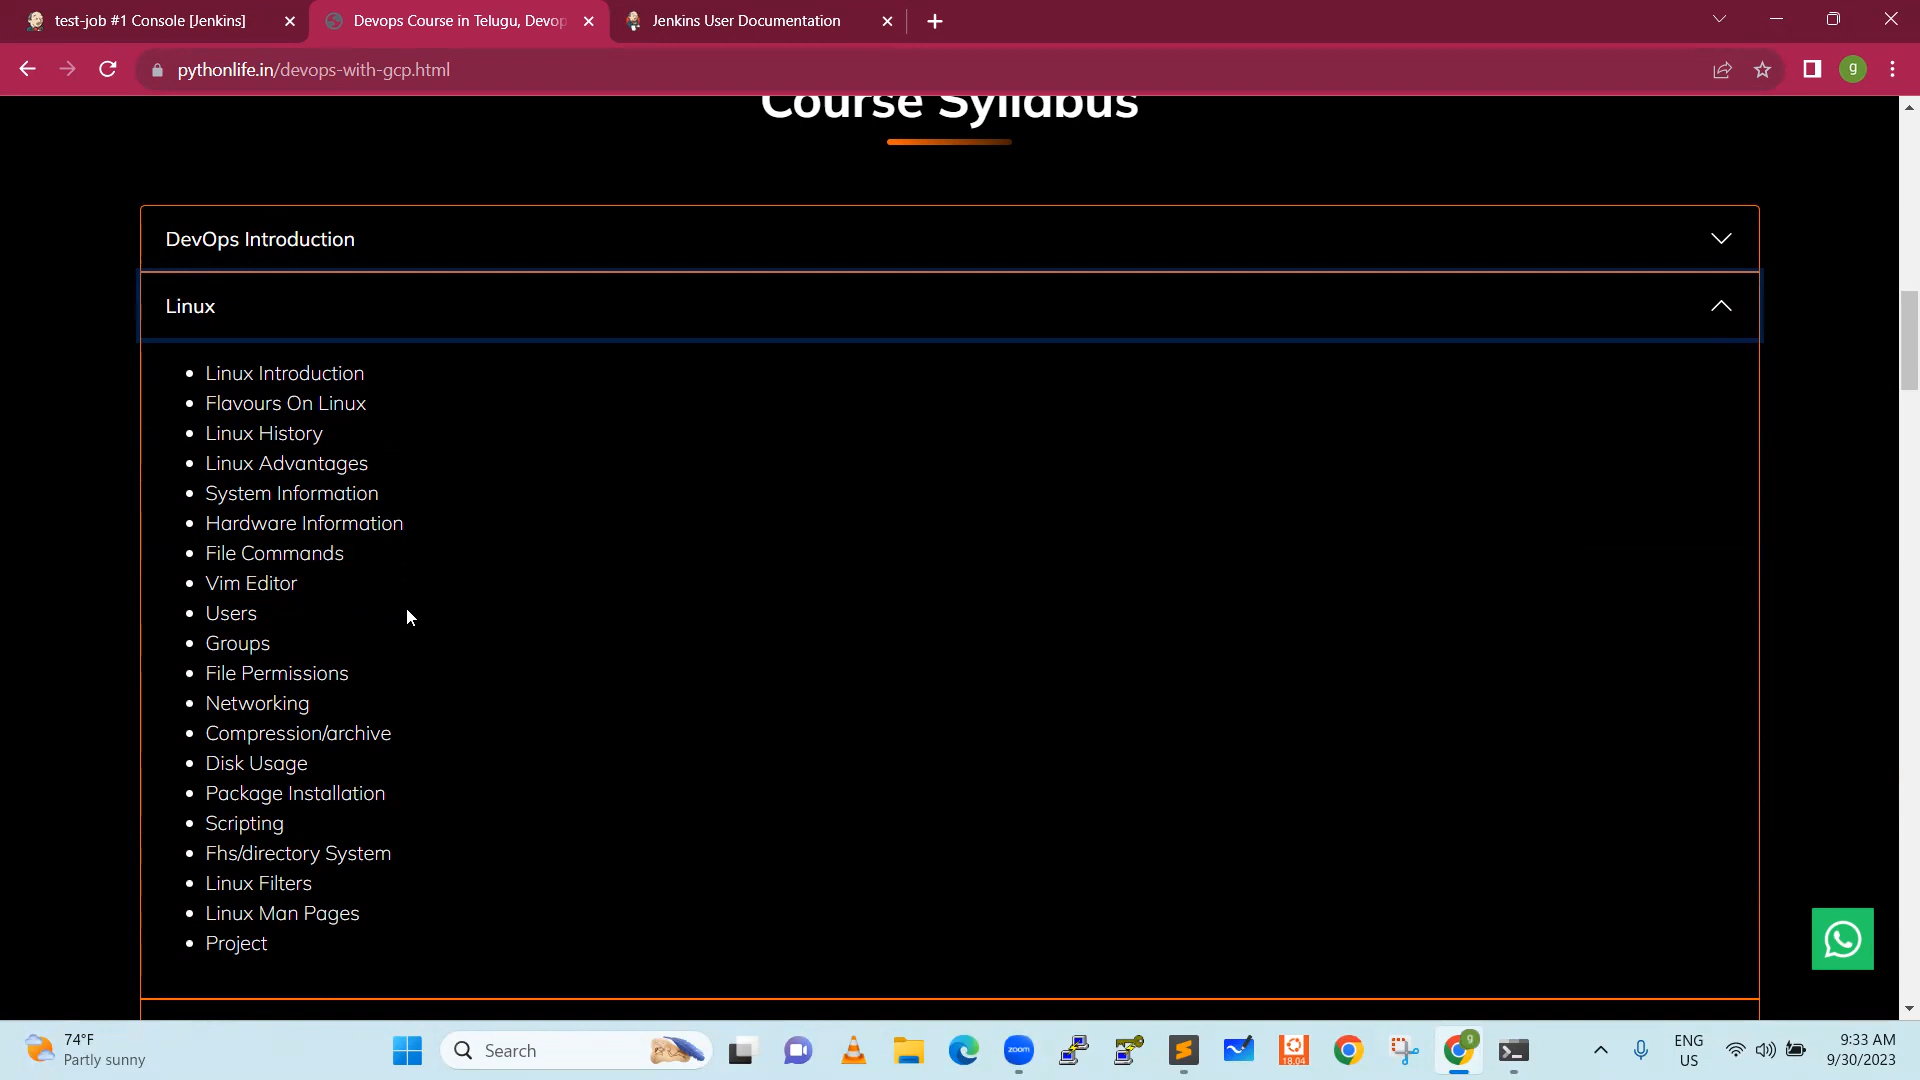 test-job #1 Console [Jenkins]
Devops Course in Telugu, Devop
Jenkins User Documentation
pythonlife.in/devops-with-gcp.html
g
Course Syllabus
DevOps Introduction
Linux
Linux Introduction
Flavours On Linux
Linux History
Linux Advantages
System Information
Hardware Information
File Commands
Vim Editor
Users
Groups
File Permissions
Networking
Compression/archive
Disk Usage
Package Installation
Scripting
Fhs/directory System
Linux Filters
Linux Man Pages
Project
74°F
Partly sunny
Search
zoom
18.04
g
ENG
US
9:33 AM
9/30/2023